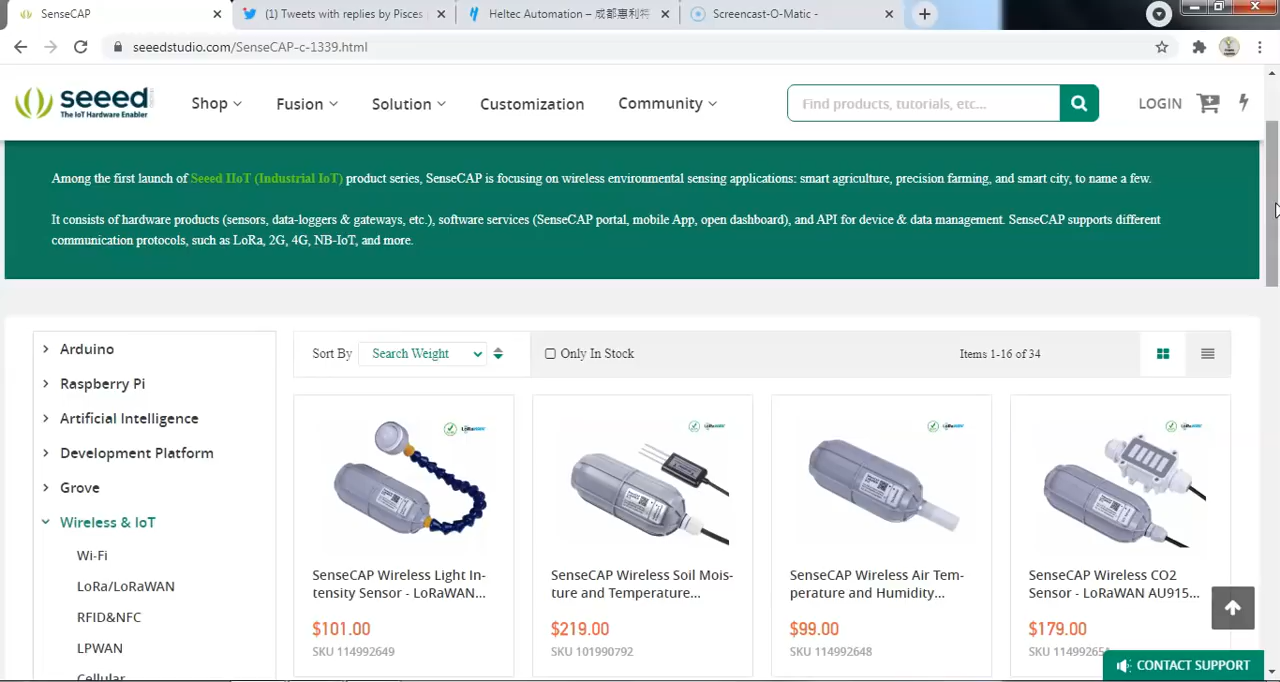 SenseCAP
(1) Tweets with replies by Pisces
Heltec Automation – 成都惠利特
Screencast-O-Matic -
seeedstudio.com/SenseCAP-c-1339.html
seeed
The IoT Hardware Enabler
Shop
Fusion
Solution
Customization
Community
Find products, tutorials, etc...
LOGIN
Among the first launch of Seeed IIoT (Industrial IoT) product series, SenseCAP is focusing on wireless environmental sensing applications: smart agriculture, precision farming, and smart city, to name a few.
It consists of hardware products (sensors, data-loggers & gateways, etc.), software services (SenseCAP portal, mobile App, open dashboard), and API for device & data management. SenseCAP supports different
communication protocols, such as LoRa, 2G, 4G, NB-IoT, and more.
Arduino
Raspberry Pi
Artificial Intelligence
Development Platform
Grove
Wireless & IoT
Wi-Fi
LoRa/LoRaWAN
RFID&NFC
LPWAN
Cellular
Sort By
Search Weight
Only In Stock
Items 1-16 of 34
SenseCAP Wireless Light In-
tensity Sensor - LoRaWAN...
$101.00
SKU 114992649
SenseCAP Wireless Soil Mois-
ture and Temperature...
$219.00
SKU 101990792
SenseCAP Wireless Air Tem-
perature and Humidity...
$99.00
SKU 114992648
SenseCAP Wireless CO2
Sensor - LoRaWAN AU915...
$179.00
SKU
CONTACT SUPPORT